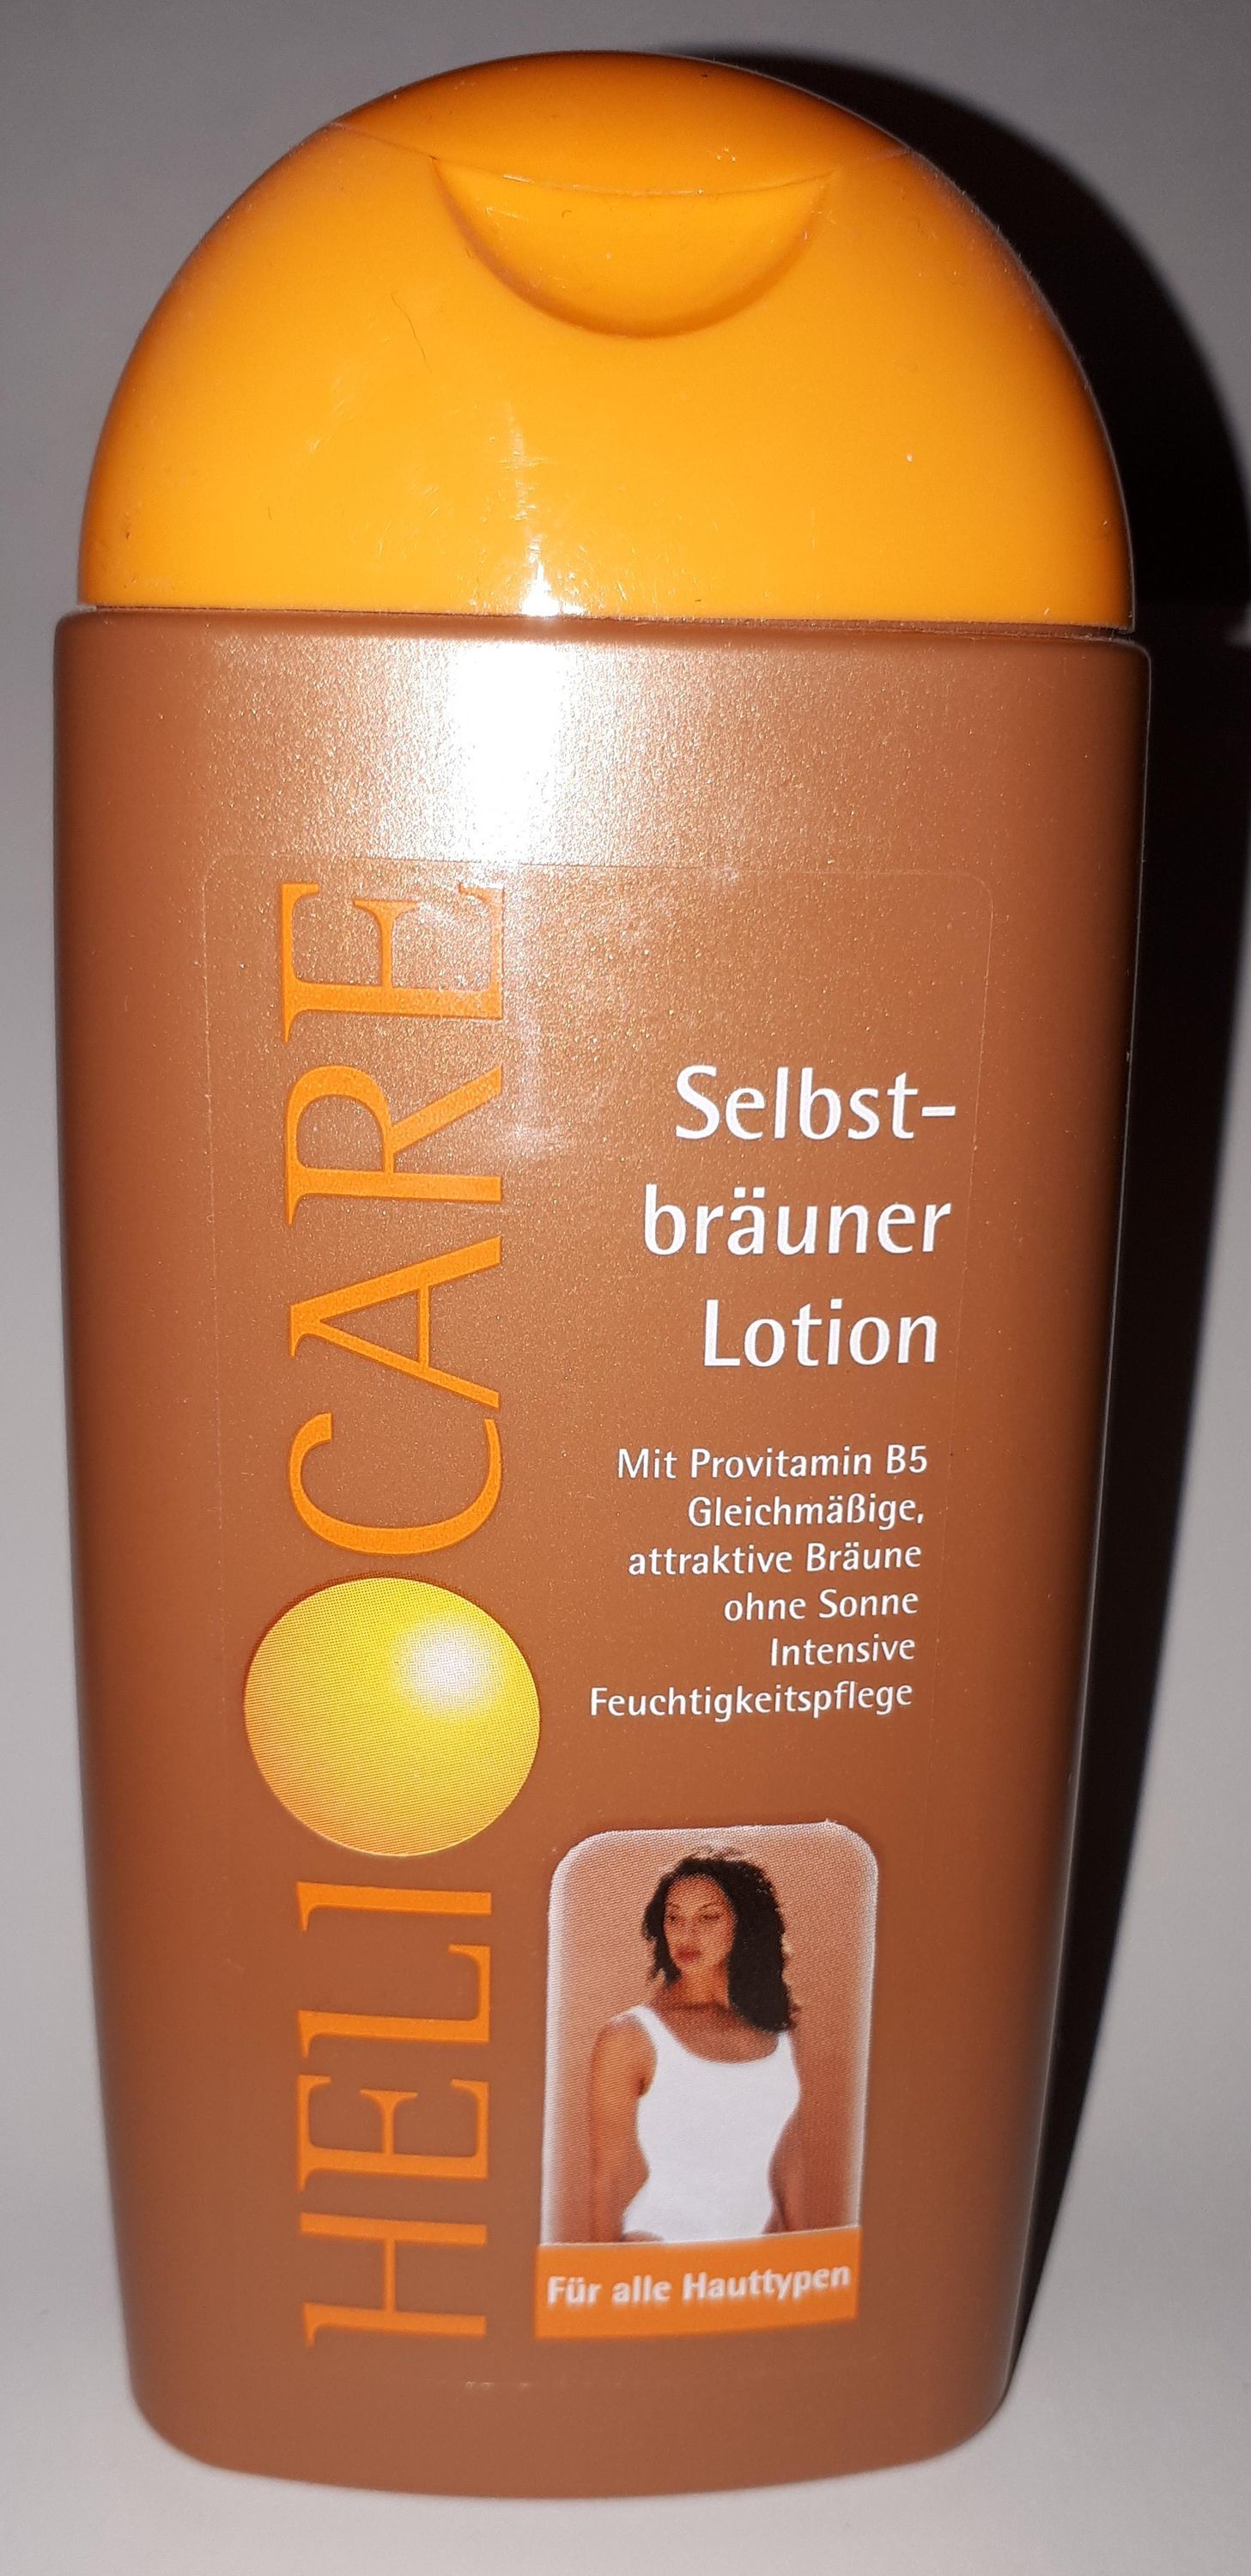 HELIOCARE
Selbst-
bräuner
Lotion
Mit Provitamin B5
Gleichmäßige,
attraktive Bräune
ohne Sonne
Intensive
Feuchtigkeitspflege
Für alle Hauttypen